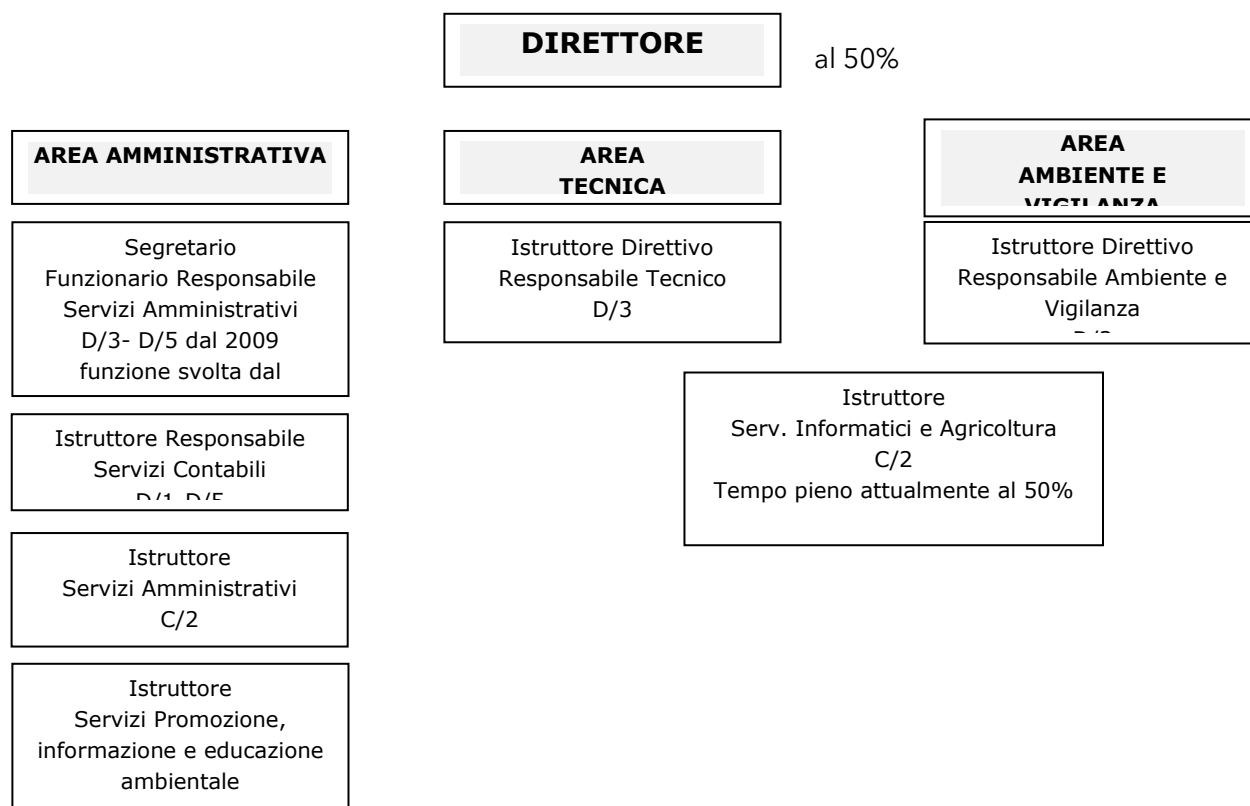 DIRETTORE
al 50%
AREA AMMINISTRATIVA
AREA
TECNICA
AREA
AMBIENTE E
VIGILANZA
Segretario
Funzionario Responsabile
Servizi Amministrativi
D/3- D/5 dal 2009
funzione svolta dal
Istruttore Direttivo
Responsabile Tecnico
D/3
Istruttore Direttivo
Responsabile Ambiente e
Vigilanza
Istruttore
Serv. Informatici e Agricoltura
C/2
Tempo pieno attualmente al 50%
Istruttore Responsabile
Servizi Contabili
Istruttore
Servizi Amministrativi
C/2
Istruttore
Servizi Promozione,
informazione e educazione
ambientale